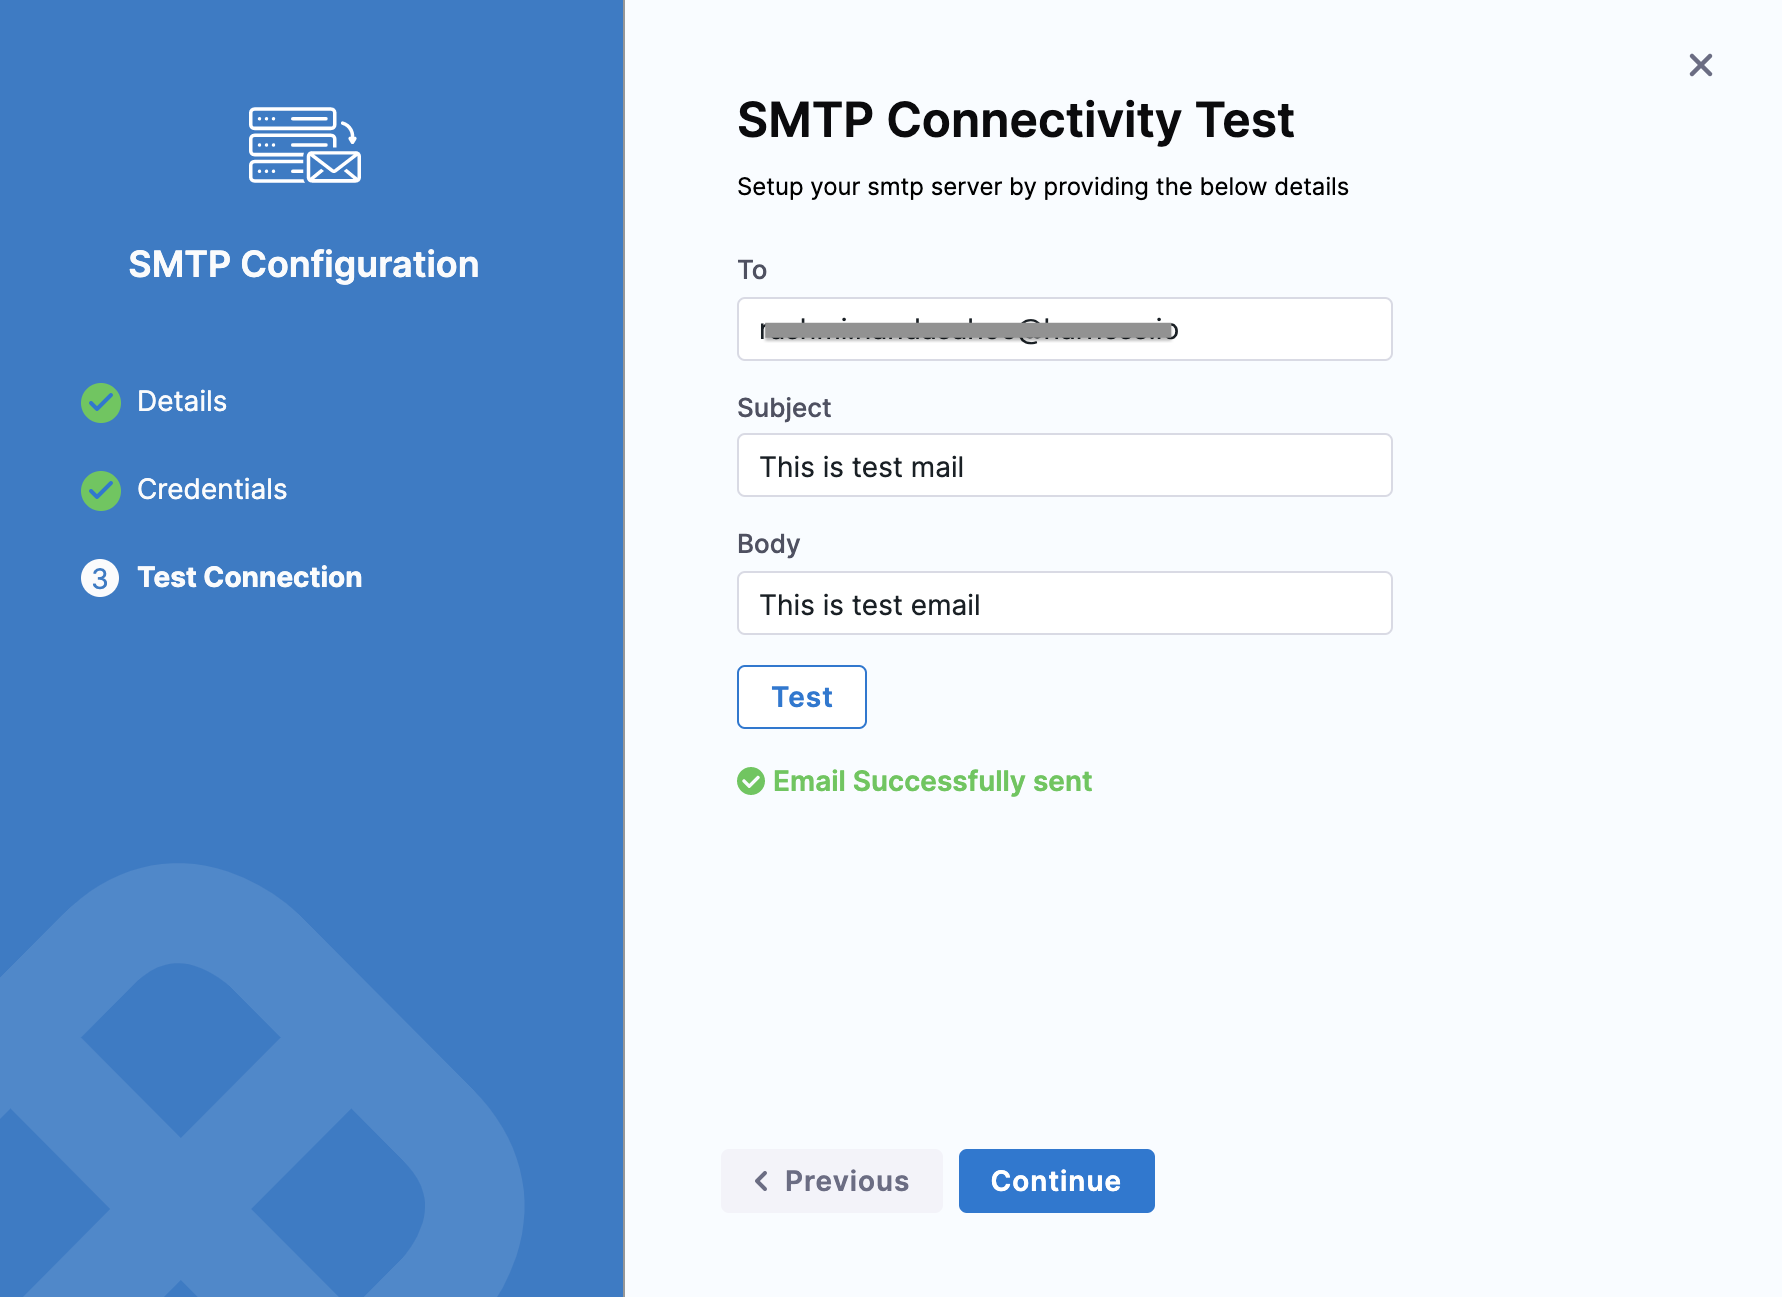 SMTP Configuration
Details
Credentials
3 Test Connection
SMTP Connectivity Test
Setup your smtp server by providing the below details
To
Subject
This is test mail
Body
This is test email
Test
Email Successfully sent
Previous
Continue